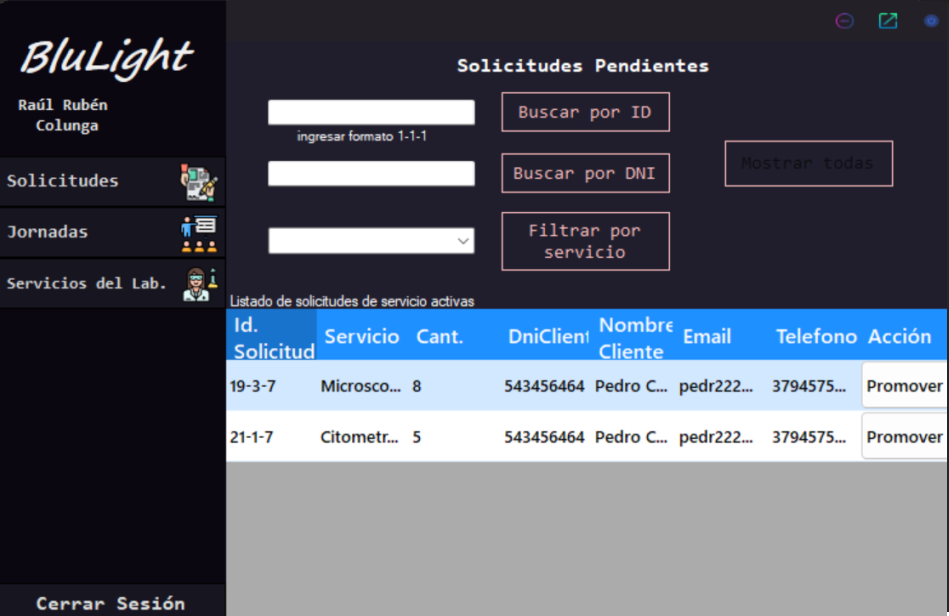 BluLight
Raúl Rubén
Colunga
Solicitudes
Jornadas
Servicios del Lab.
Cerrar Sesión
Solicitudes Pendientes
Buscar por ID
ingresar formato 1-1-1
Buscar por DNI
Mostrar todas
Filtrar por
servicio
Listado de solicitudes de servicio activas
Id.
Solicitud
Servicio
Cant.
DniClient
Nombre
Cliente
Email
Telefono
Acción
19-3-7 Microsco... 8 543456464 Pedro C... pedr222... 3794575... Promover
21-1-7 Citometr... 5 543456464 Pedro C... pedr222... 3794575... Promover